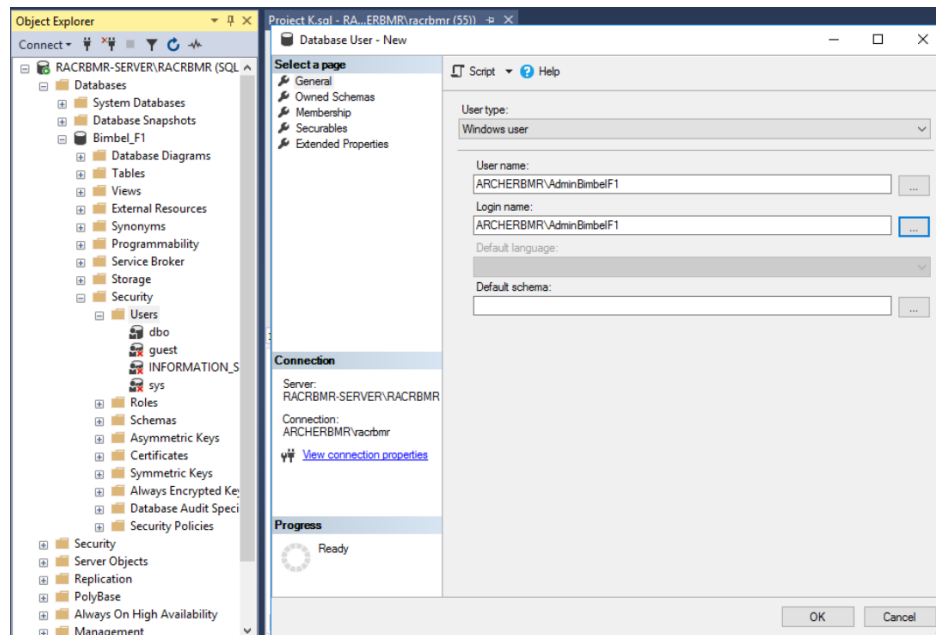 Object Explorer
Connect
RACRBMR-SERVER\RACRBMR (SQL
Databases
System Databases
Database Snapshots
Bimbel_F1
Database Diagrams
Tables
Views
External Resources
Synonyms
Programmability
Service Broker
Storage
Security
Users
dbo
guest
INFORMATION_S
sys
Roles
Schemas
Asymmetric Keys
Certificates
Symmetric Keys
Always Encrypted Key
Database Audit Speci
Security Policies
Security
Server Objects
Replication
PolyBase
Always On High Availability
Management
Project K.sql - RA...ERBMR\racrbmr (55))
Database User - New
Select a page
General
Owned Schemas
Membership
Securables
Extended Properties
Connection
Server:
RACRBMR-SERVER\RACRBMR
Connection:
ARCHERBMR\racrbmr
View connection properties
Progress
Ready
Script
Help
User type:
Windows user
User name:
ARCHERBMR\AdminBimbelF1
...
Login name:
ARCHERBMR\AdminBimbelF1
...
Default language:
Default schema:
...
OK
Cancel